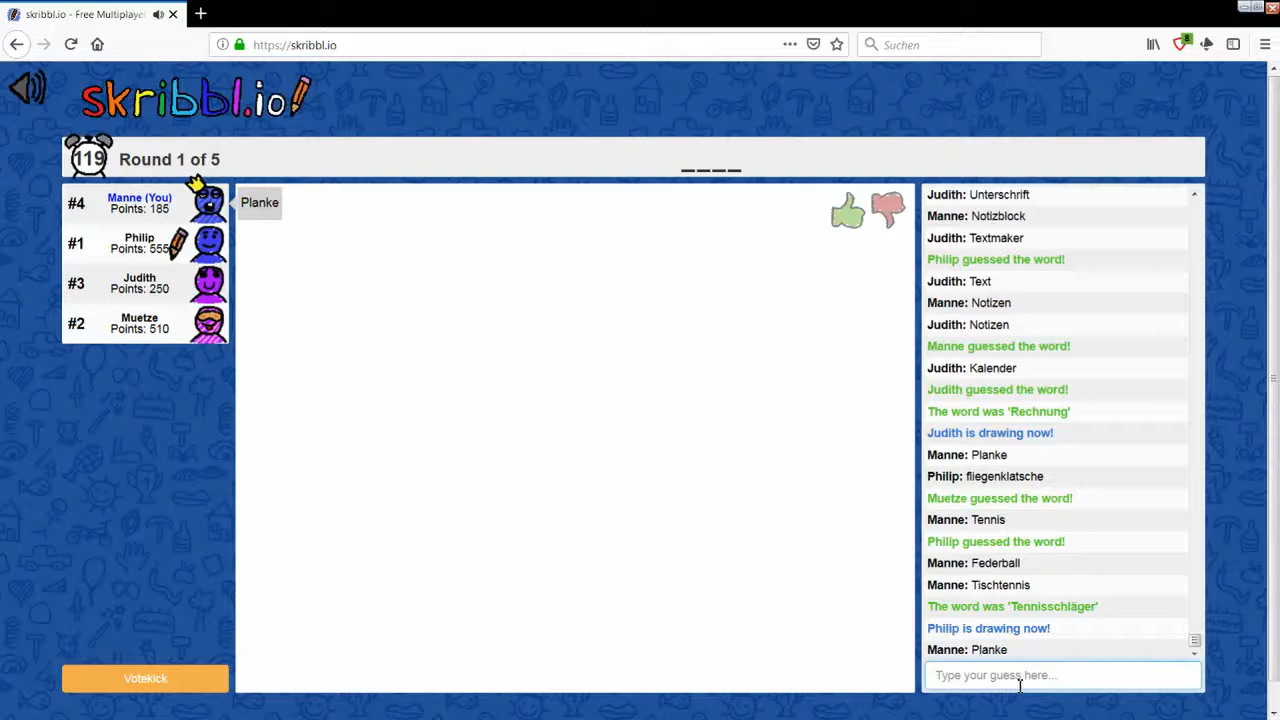 skribbl.io - Free Multiplayer
https://skribbl.io
Suchen
8
skribbl.io
119
Round 1 of 5
____
#4
Manne (You)
Points: 185
#1
Philip
Points: 555
#3
Judith
Points: 250
#2
Muetze
Points: 510
Votekick
Planke
Judith: Unterschrift
Manne: Notizblock
Judith: Textmaker
Philip guessed the word!
Judith: Text
Manne: Notizen
Judith: Notizen
Manne guessed the word!
Judith: Kalender
Judith guessed the word!
The word was 'Rechnung'
Judith is drawing now!
Manne: Planke
Philip: fliegenklatsche
Muetze guessed the word!
Manne: Tennis
Philip guessed the word!
Manne: Federball
Manne: Tischtennis
The word was 'Tennisschläger'
Philip is drawing now!
Manne: Planke
Type your guess here...